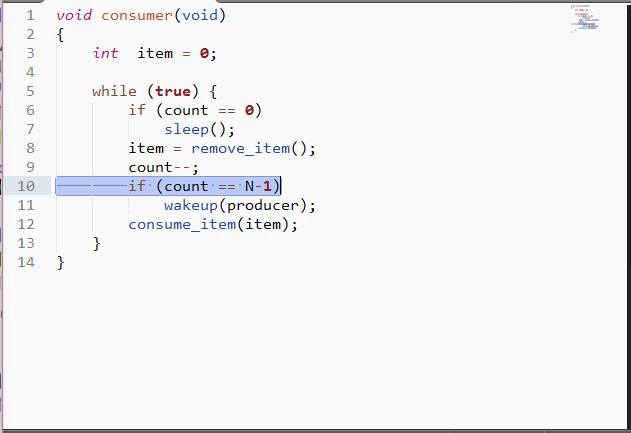 1 void consumer(void)
2 {
3     int  item = 0;
4
5     while (true) {
6         if (count == 0)
7             sleep();
8         item = remove_item();
9         count--;
10         if (count == N-1)
11             wakeup(producer);
12         consume_item(item);
13     }
14 }